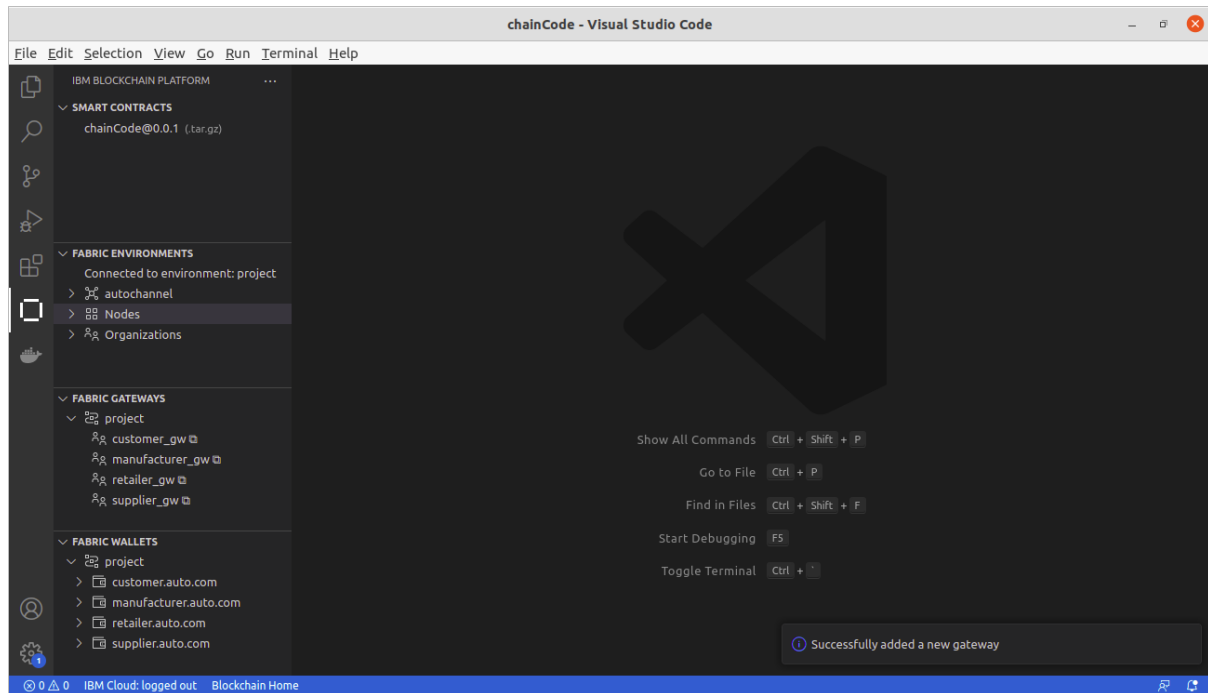 chainCode - Visual Studio Code
File Edit Selection View Go Run Terminal Help
IBM BLOCKCHAIN PLATFORM ...
SMART CONTRACTS
chainCode@0.0.1 (.tar.gz)
FABRIC ENVIRONMENTS
Connected to environment: project
autochannel
Nodes
Organizations
FABRIC GATEWAYS
project
customer_gw
manufacturer_gw
retailer_gw
supplier_gw
FABRIC WALLETS
project
customer.auto.com
manufacturer.auto.com
retailer.auto.com
supplier.auto.com
Show All Commands Ctrl + Shift + P
Go to File Ctrl + P
Find in Files Ctrl + Shift + F
Start Debugging F5
Toggle Terminal Ctrl + `
Successfully added a new gateway
1
0 0 IBM Cloud: logged out Blockchain Home